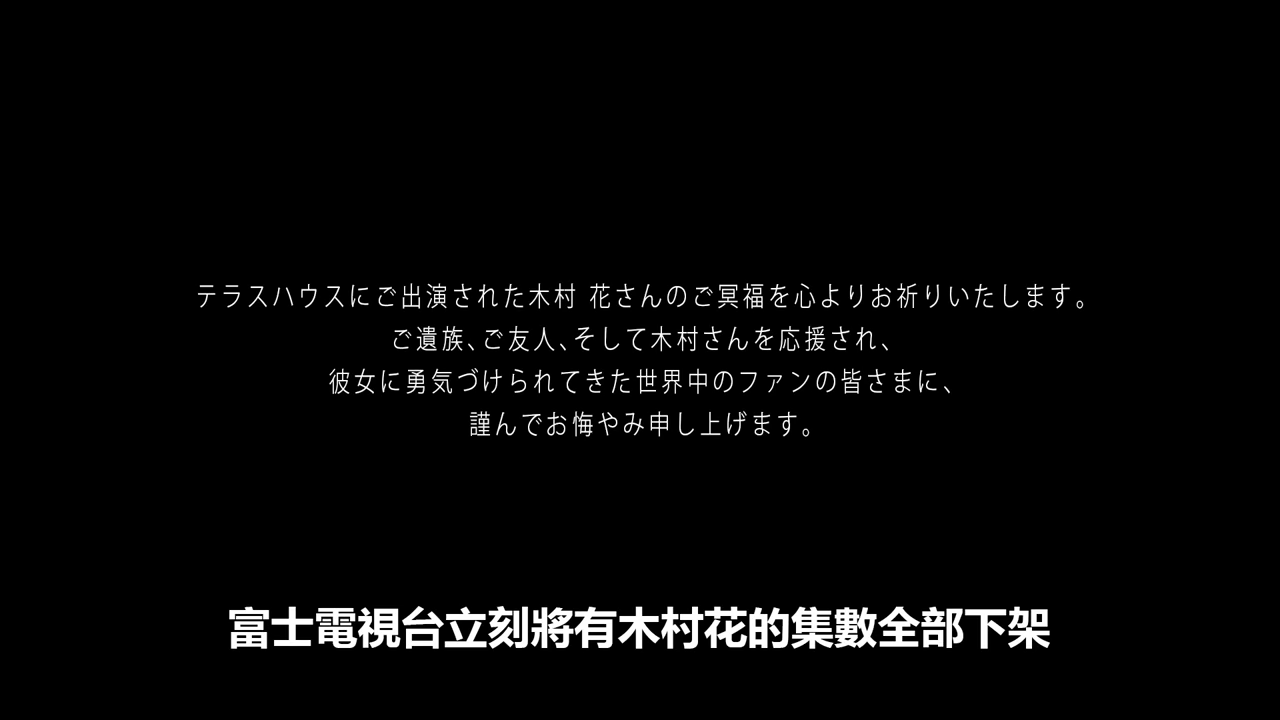 テラスハウスにご出演された木村 花さんのご冥福を心よりお祈りいたします。
ご遺族、ご友人、そして木村さんを応援され、
彼女に勇気づけられてきた世界中のファンの皆さまに、
謹んでお悔やみ申し上げます。
富士電視台立刻將有木村花的集數全部下架